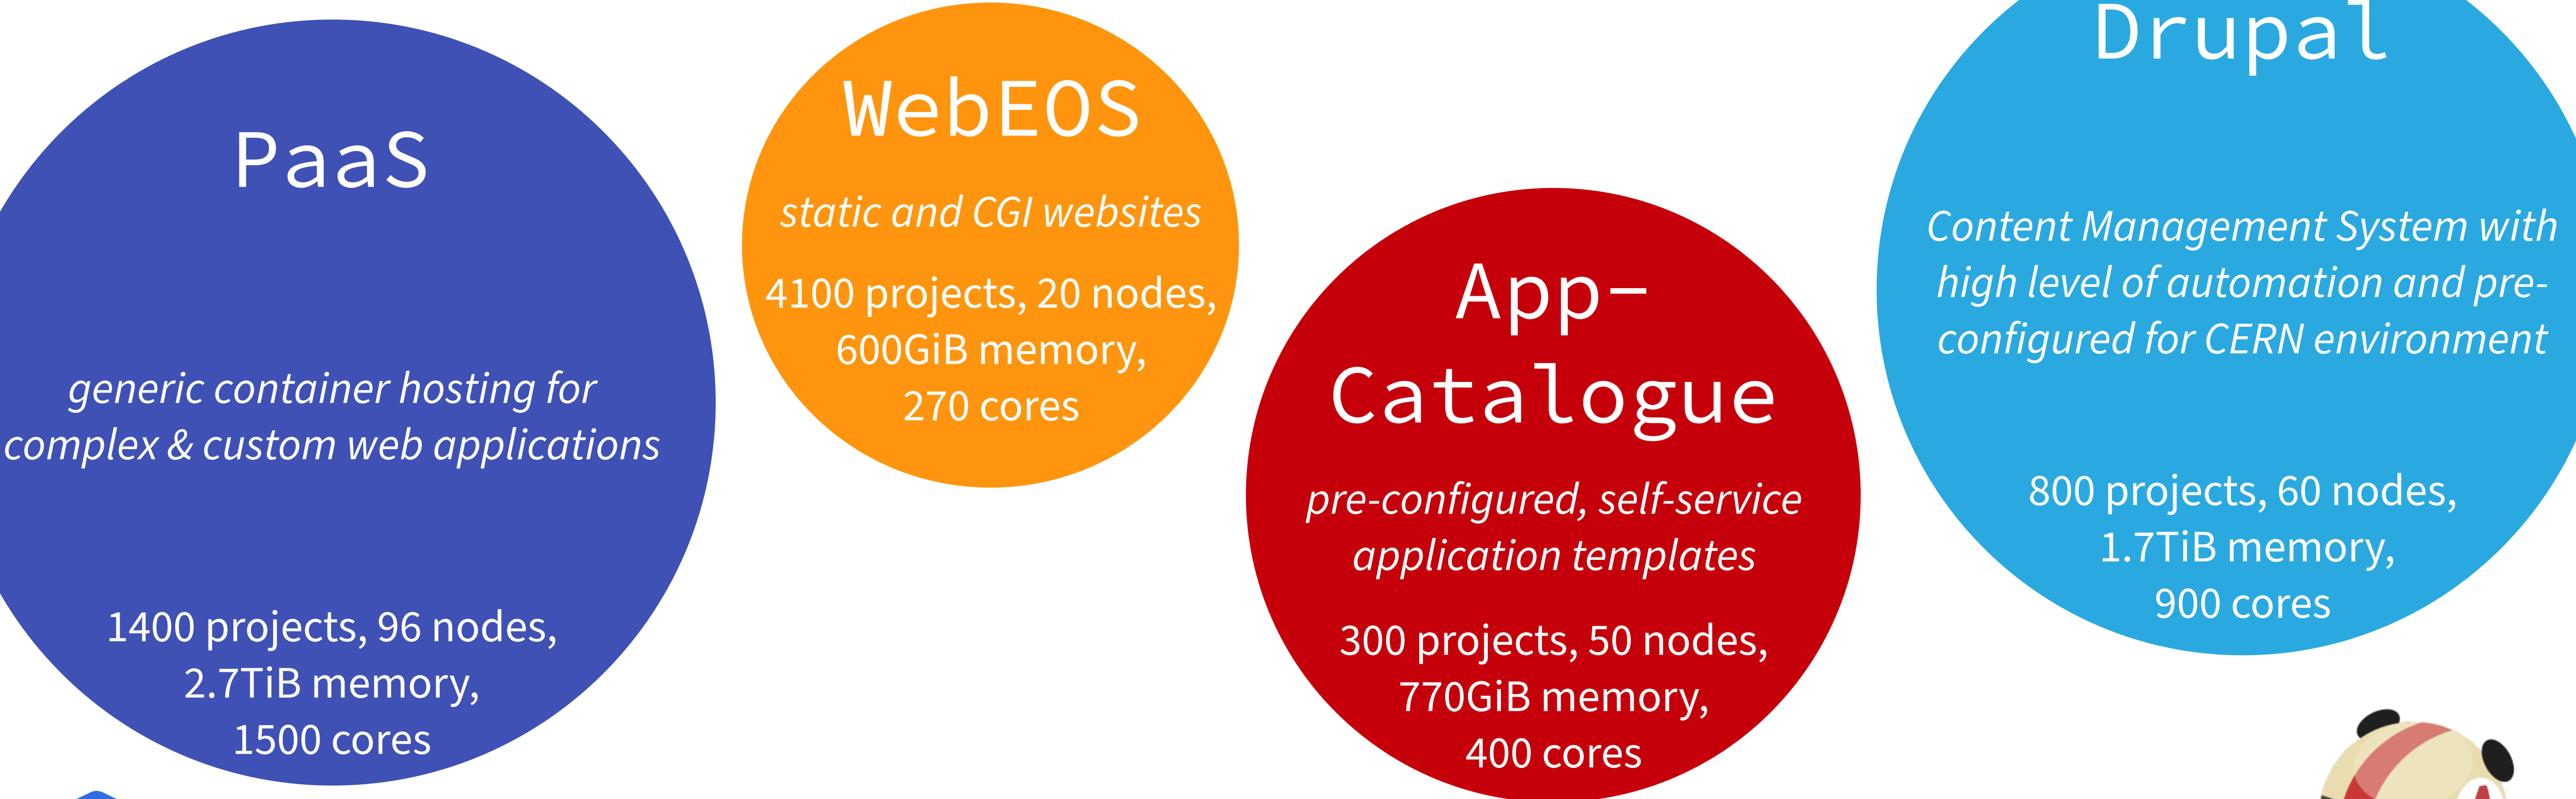 PaaS
generic container hosting for
complex & custom web applications
1400 projects, 96 nodes,
2.7TiB memory,
1500 cores
WebEOS
static and CGI websites
4100 projects, 20 nodes,
600GiB memory,
270 cores
App-
Catalogue
pre-configured, self-service
application templates
300 projects, 50 nodes,
770GiB memory,
400 cores
Drupal
Content Management System with
high level of automation and pre-
configured for CERN environment
800 projects, 60 nodes,
1.7TiB memory,
900 cores